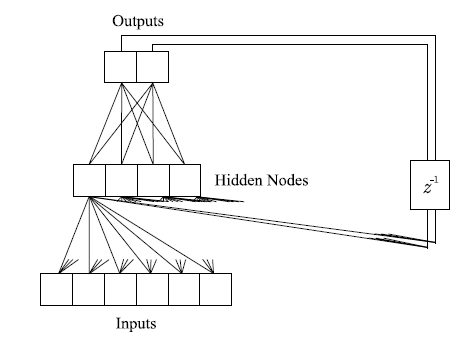 Outputs
Hidden Nodes
z-1
Inputs